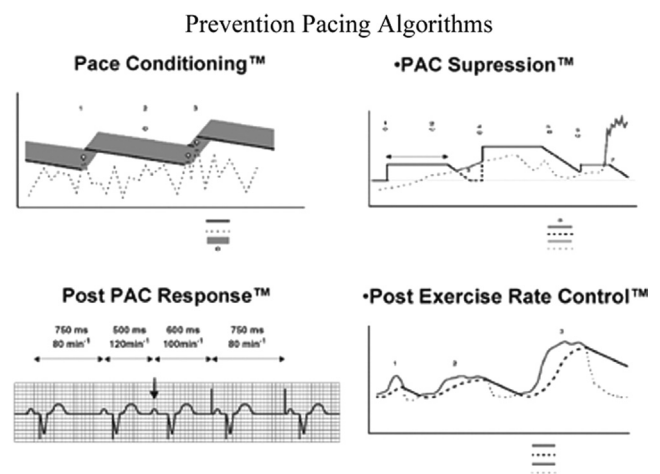 Prevention Pacing Algorithms
Pace Conditioning™
1 2 3
•PAC Supression™
Post PAC Response™
750 ms 500 ms 600 ms 750 ms
80 min⁻¹ 120min⁻¹ 100min⁻¹ 80 min⁻¹
•Post Exercise Rate Control™
1 2 3